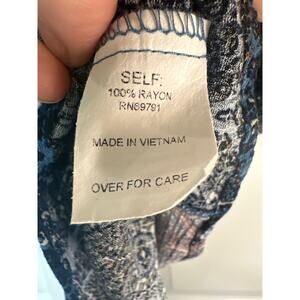 SELF:
100% RAYON
RN69791
MADE IN VIETNAM
OVER FOR CARE